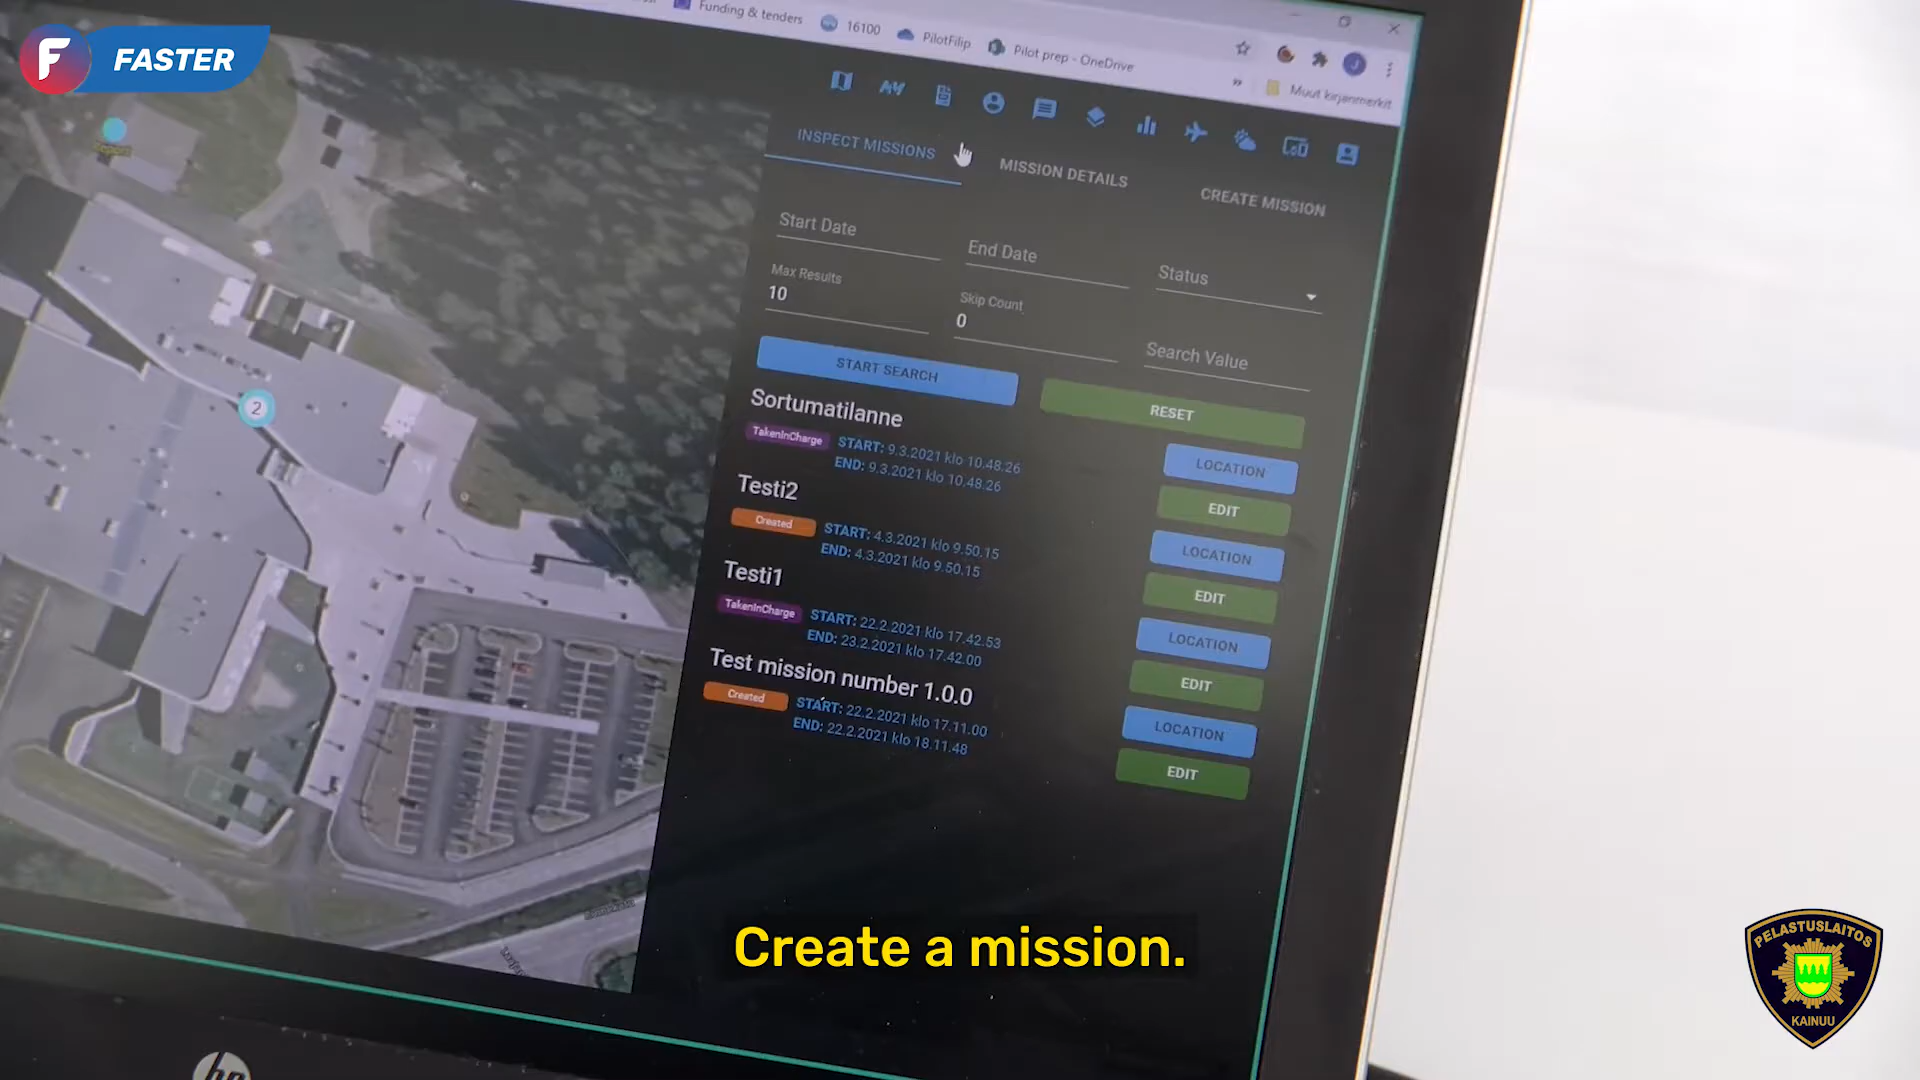 FASTER
Funding & tenders
16100
PilotFilip
Pilot prep - OneDrive
Muut kirjanmerkit
Report
INSPECT MISSIONS
MISSION DETAILS
CREATE MISSION
Start Date
End Date
Status
Max Results
10
Skip Count
0
Search Value
START SEARCH
RESET
Sortumatilanne
TakenInCharge
START: 9.3.2021 klo 10.48.26
END: 9.3.2021 klo 10.48.26
LOCATION
EDIT
Testi2
Created
START: 4.3.2021 klo 9.50.15
END: 4.3.2021 klo 9.50.15
LOCATION
EDIT
Testi1
TakenInCharge
START: 22.2.2021 klo 17.42.53
END: 23.2.2021 klo 17.42.00
LOCATION
EDIT
Test mission number 1.0.0
Created
START: 22.2.2021 klo 17.11.00
END: 22.2.2021 klo 18.11.48
LOCATION
EDIT
2
Create a mission.
PELASTUSLAITOS
KAINUU
hp